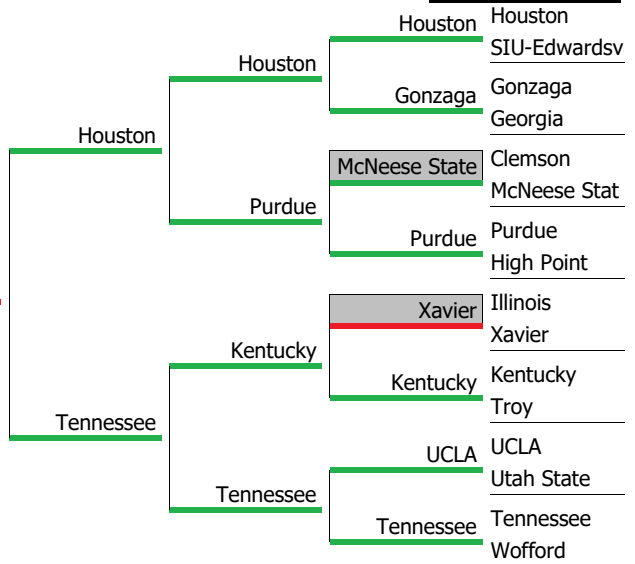 Houston
Houston
SIU-Edwardsv
Houston
Gonzaga
Gonzaga
Georgia
Houston
McNeese State
Clemson
McNeese Stat
Purdue
Purdue
Purdue
High Point
Xavier
Illinois
Xavier
Kentucky
Kentucky
Kentucky
Troy
Tennessee
UCLA
UCLA
Utah State
Tennessee
Tennessee
Tennessee
Wofford